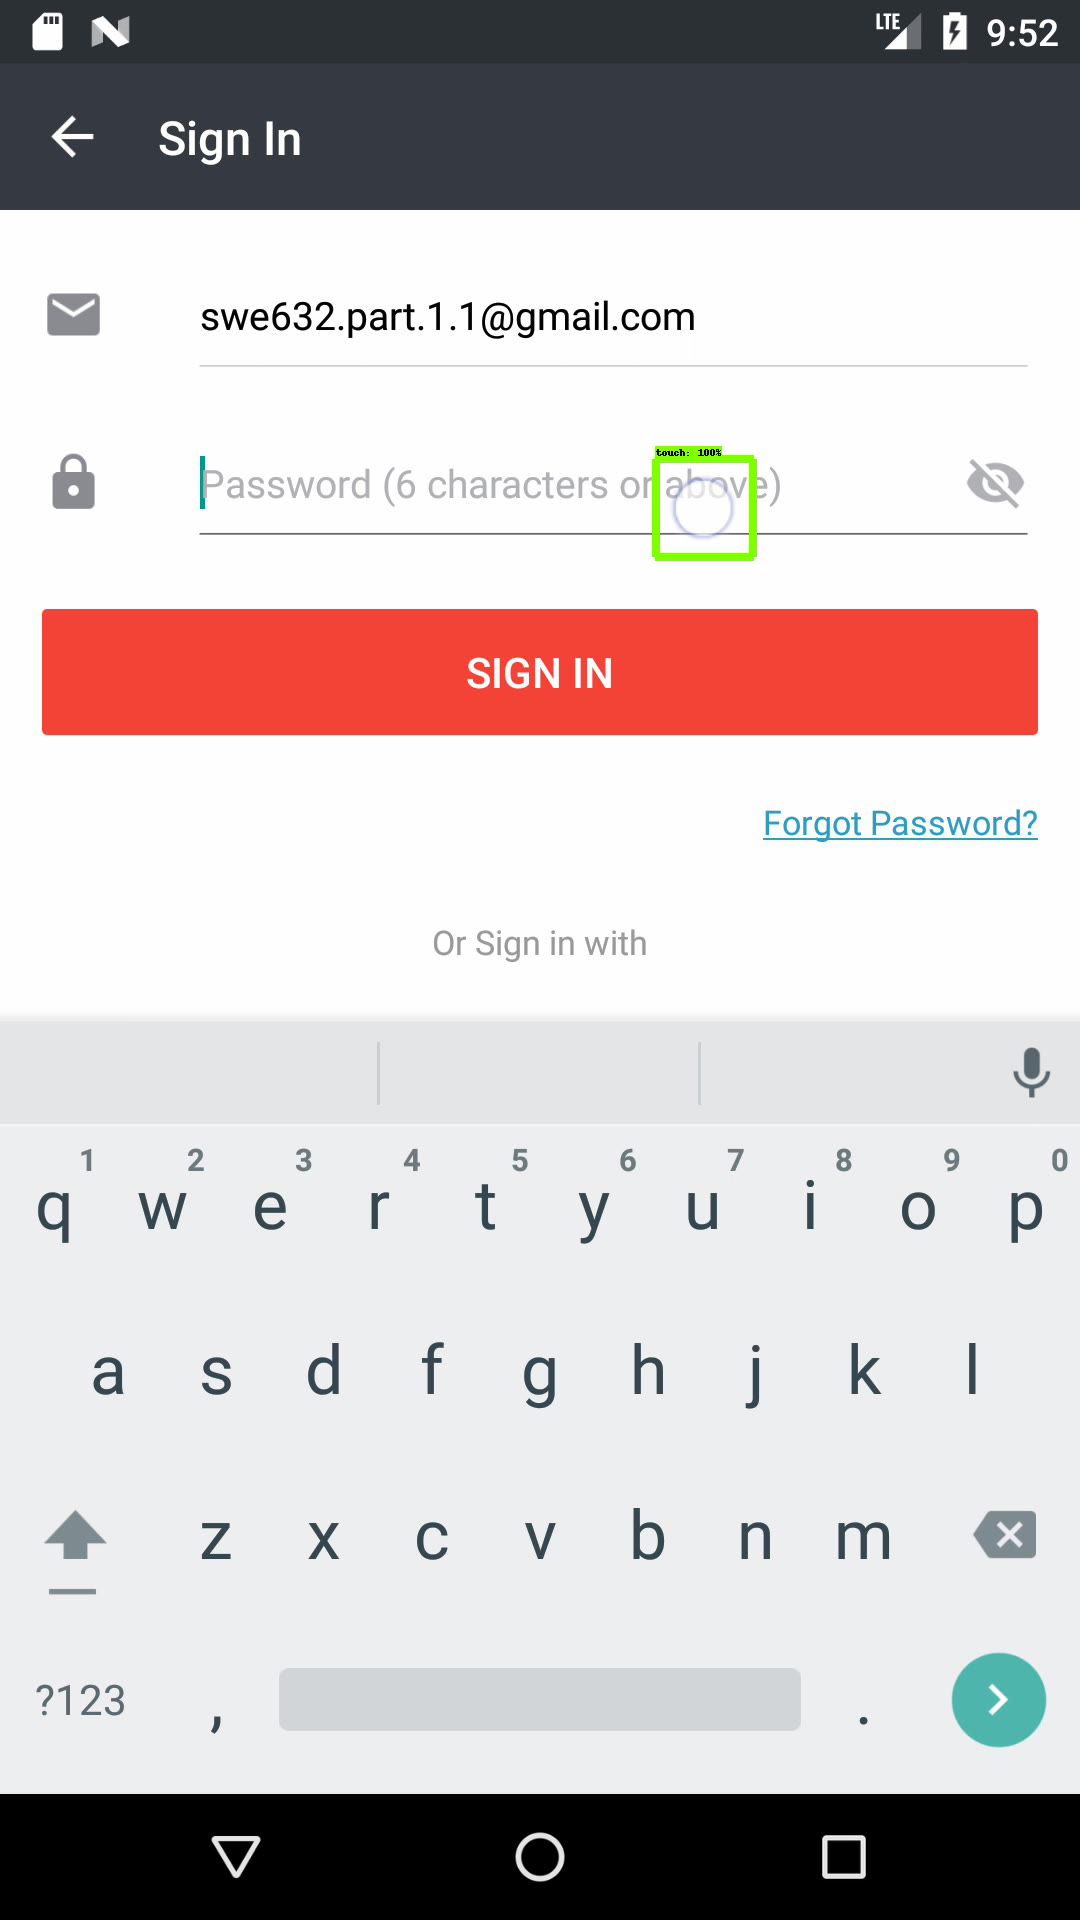 LTE 9:52
Sign In
swe632.part.1.1@gmail.com
touch: 100%
Password (6 characters or above)
SIGN IN
Forgot Password?
Or Sign in with
1 2 3 4 5 6 7 8 9 0
q w e r t y u i o p
a s d f g h j k l
z x c v b n m
?123 , .